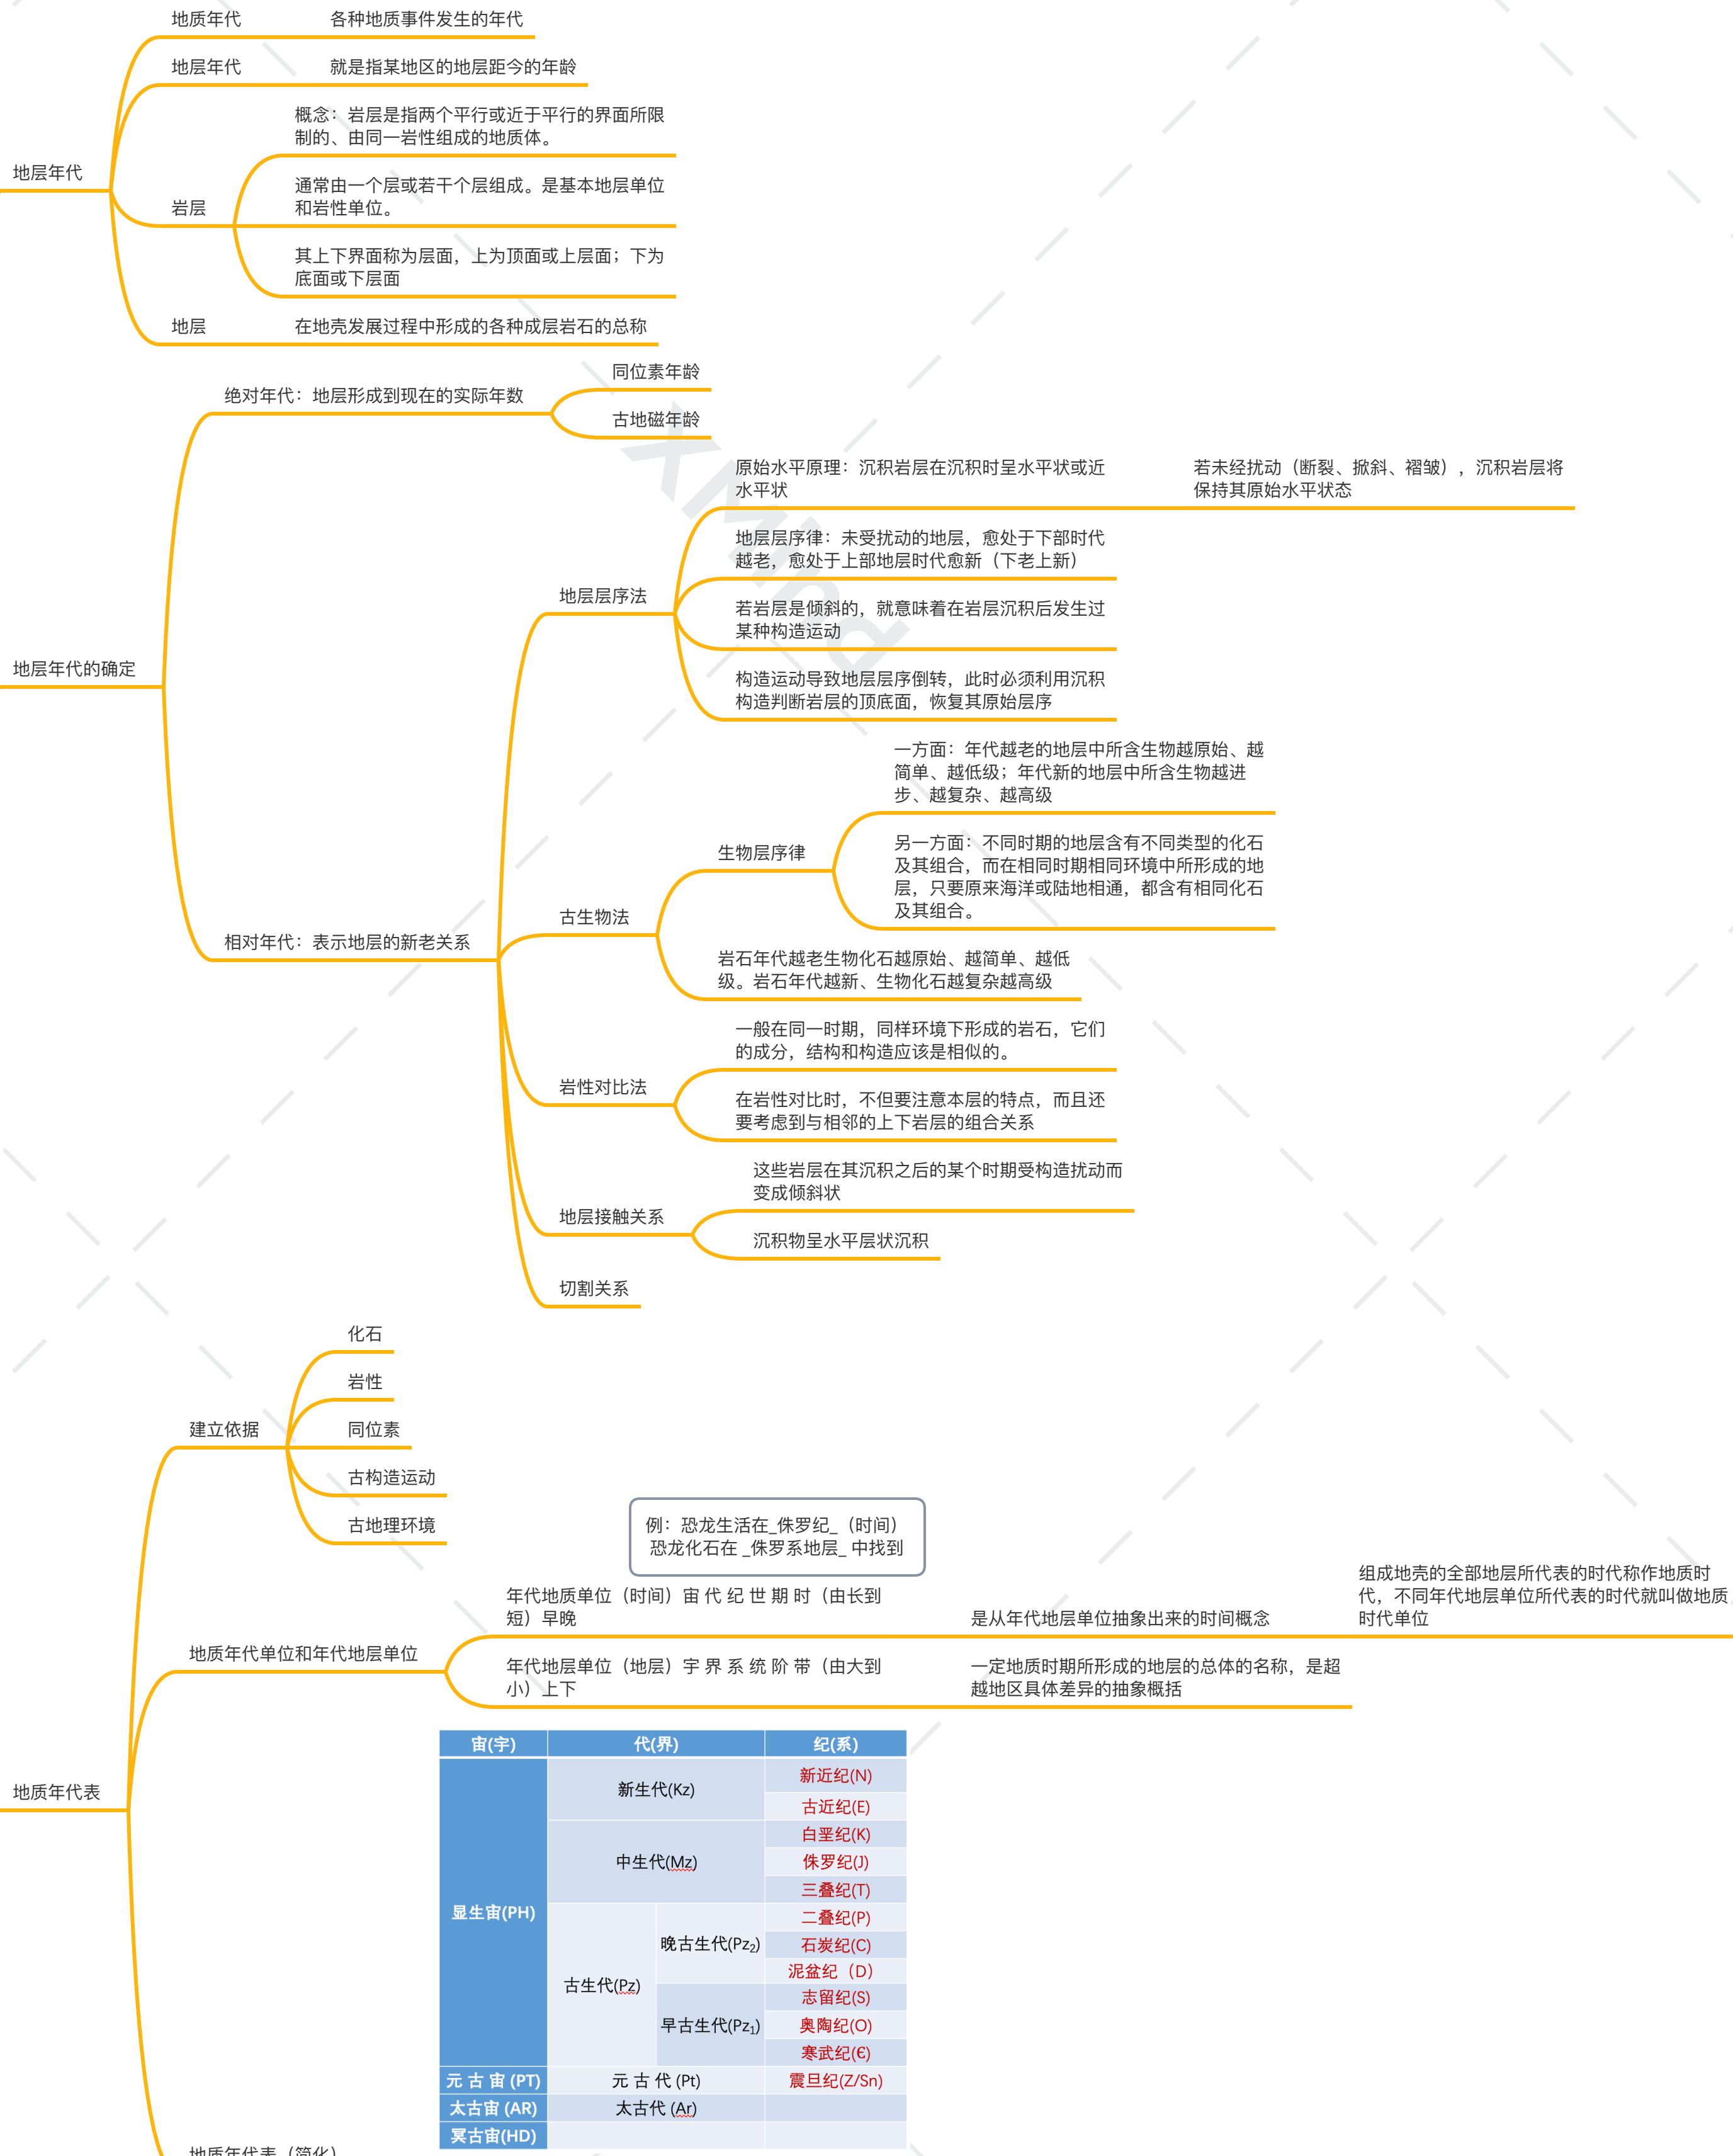 地质年代
各种地质事件发生的年代
地层年代
就是指某地区的地层距今的年龄
概念：岩层是指两个平行或近于平行的界面所限
制的、由同一岩性组成的地质体。
地层年代
通常由一个层或若干个层组成。是基本地层单位
和岩性单位。
岩层
其上下界面称为层面，上为顶面或上层面；下为
底面或下层面
地层
在地壳发展过程中形成的各种成层岩石的总称
同位素年龄
绝对年代：地层形成到现在的实际年数
古地磁年龄
原始水平原理：沉积岩层在沉积时呈水平状或近
水平状
若未经扰动（断裂、掀斜、褶皱），沉积岩层将
保持其原始水平状态
地层层序律：未受扰动的地层，愈处于下部时代
越老，愈处于上部地层时代愈新（下老上新）
地层层序法
若岩层是倾斜的，就意味着在岩层沉积后发生过
某种构造运动
地层年代的确定
构造运动导致地层层序倒转，此时必须利用沉积
构造判断岩层的顶底面，恢复其原始层序
一方面：年代越老的地层中所含生物越原始、越
简单、越低级；年代新的地层中所含生物越进
步、越复杂、越高级
生物层序律
另一方面：不同时期的地层含有不同类型的化石
及其组合，而在相同时期相同环境中所形成的地
层，只要原来海洋或陆地相通，都含有相同化石
及其组合。
古生物法
相对年代：表示地层的新老关系
岩石年代越老生物化石越原始、越简单、越低
级。岩石年代越新、生物化石越复杂越高级
一般在同一时期，同样环境下形成的岩石，它们
的成分，结构和构造应该是相似的。
岩性对比法
在岩性对比时，不但要注意本层的特点，而且还
要考虑到与相邻的上下岩层的组合关系
这些岩层在其沉积之后的某个时期受构造扰动而
变成倾斜状
地层接触关系
沉积物呈水平层状沉积
切割关系
化石
岩性
建立依据
同位素
古构造运动
古地理环境
例：恐龙生活在_侏罗纪_（时间）
恐龙化石在 _侏罗系地层_ 中找到
年代地质单位（时间）宙 代 纪 世 期 时（由长到
短）早晚
是从年代地层单位抽象出来的时间概念
组成地壳的全部地层所代表的时代称作地质时
代，不同年代地层单位所代表的时代就叫做地质
时代单位
地质年代单位和年代地层单位
年代地层单位（地层）宇 界 系 统 阶 带（由大到
小）上下
一定地质时期所形成的地层的总体的名称，是超
越地区具体差异的抽象概括
地质年代表
宙(宇) 代(界) 纪(系)
新生代(Kz) 新近纪(N)
古近纪(E)
白垩纪(K)
中生代(Mz) 侏罗纪(J)
三叠纪(T)
显生宙(PH) 二叠纪(P)
晚古生代(Pz₂) 石炭纪(C)
泥盆纪（D）
古生代(Pz) 志留纪(S)
早古生代(Pz₁) 奥陶纪(O)
寒武纪(€)
元 古 宙 (PT) 元 古 代 (Pt) 震旦纪(Z/Sn)
太古宙 (AR) 太古代 (Ar)
冥古宙(HD)
地质年代表（简化）
XMind